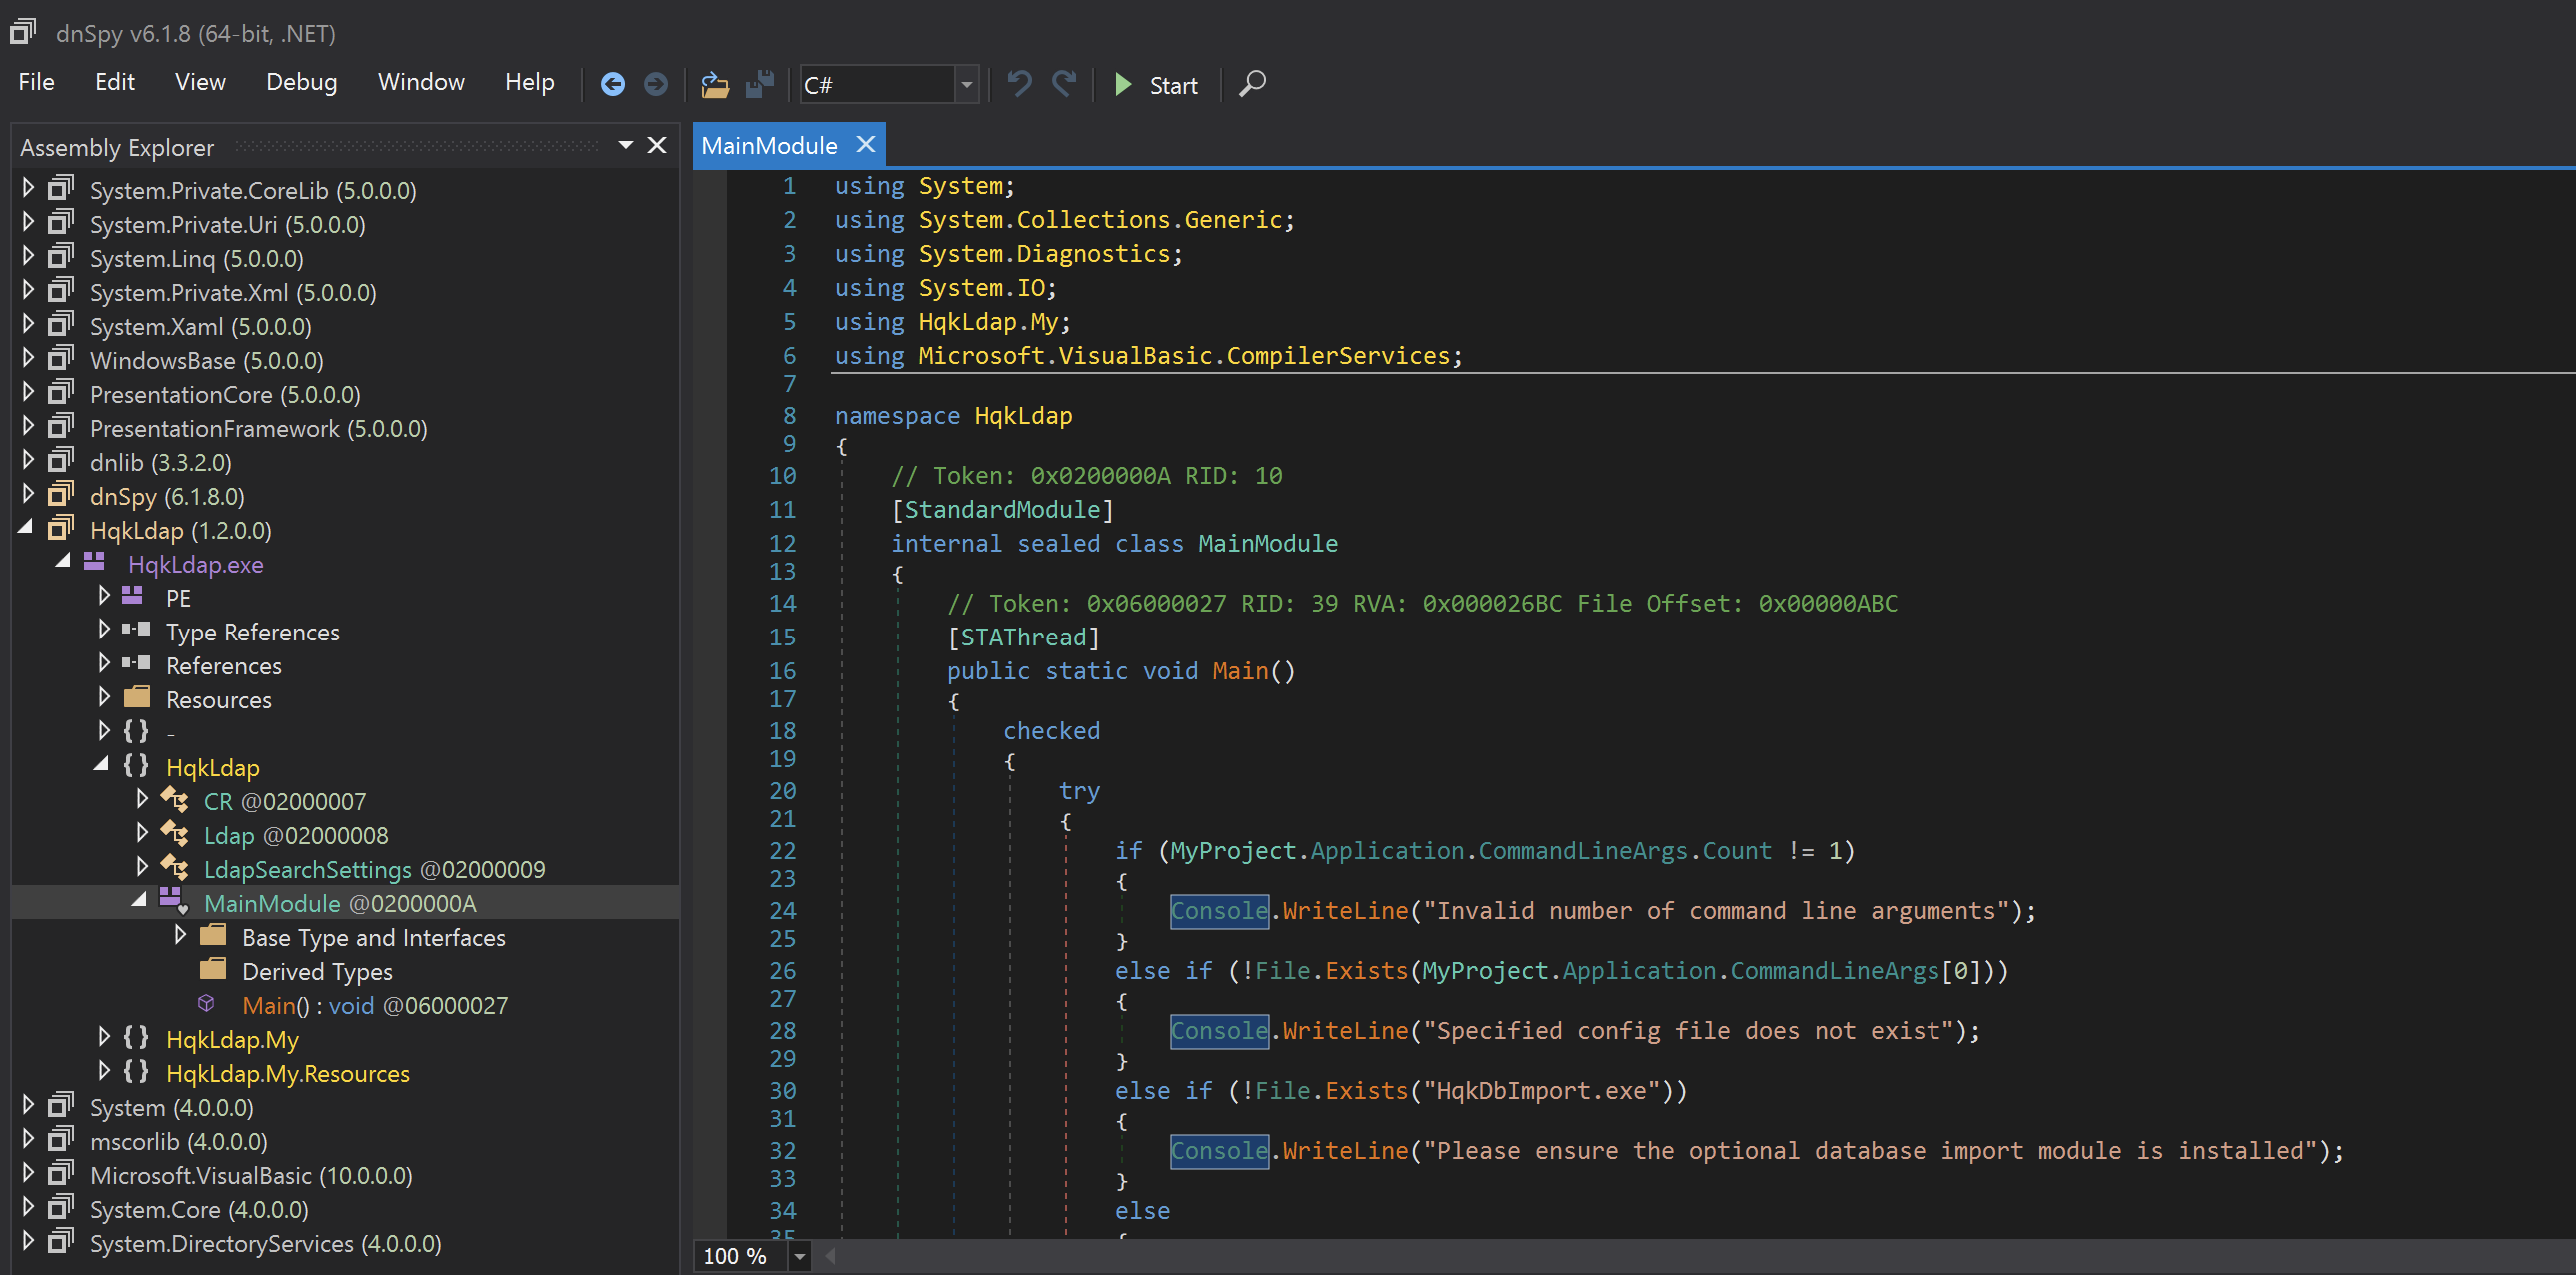 dnSpy v6.1.8 (64-bit, .NET)
File Edit View Debug Window Help C# Start
Assembly Explorer
System.Private.CoreLib (5.0.0.0)
System.Private.Uri (5.0.0.0)
System.Linq (5.0.0.0)
System.Private.Xml (5.0.0.0)
System.Xaml (5.0.0.0)
WindowsBase (5.0.0.0)
PresentationCore (5.0.0.0)
PresentationFramework (5.0.0.0)
dnlib (3.3.2.0)
dnSpy (6.1.8.0)
HqkLdap (1.2.0.0)
HqkLdap.exe
PE
Type References
References
Resources
{ } -
{ } HqkLdap
CR @02000007
Ldap @02000008
LdapSearchSettings @02000009
MainModule @0200000A
Base Type and Interfaces
Derived Types
Main() : void @06000027
{ } HqkLdap.My
{ } HqkLdap.My.Resources
System (4.0.0.0)
mscorlib (4.0.0.0)
Microsoft.VisualBasic (10.0.0.0)
System.Core (4.0.0.0)
System.DirectoryServices (4.0.0.0)
MainModule
1 using System;
2 using System.Collections.Generic;
3 using System.Diagnostics;
4 using System.IO;
5 using HqkLdap.My;
6 using Microsoft.VisualBasic.CompilerServices;
7
8 namespace HqkLdap
9 {
10 // Token: 0x0200000A RID: 10
11 [StandardModule]
12 internal sealed class MainModule
13 {
14 // Token: 0x06000027 RID: 39 RVA: 0x000026BC File Offset: 0x00000ABC
15 [STAThread]
16 public static void Main()
17 {
18 checked
19 {
20 try
21 {
22 if (MyProject.Application.CommandLineArgs.Count != 1)
23 {
24 Console.WriteLine("Invalid number of command line arguments");
25 }
26 else if (!File.Exists(MyProject.Application.CommandLineArgs[0]))
27 {
28 Console.WriteLine("Specified config file does not exist");
29 }
30 else if (!File.Exists("HqkDbImport.exe"))
31 {
32 Console.WriteLine("Please ensure the optional database import module is installed");
33 }
34 else
35 {
100 %